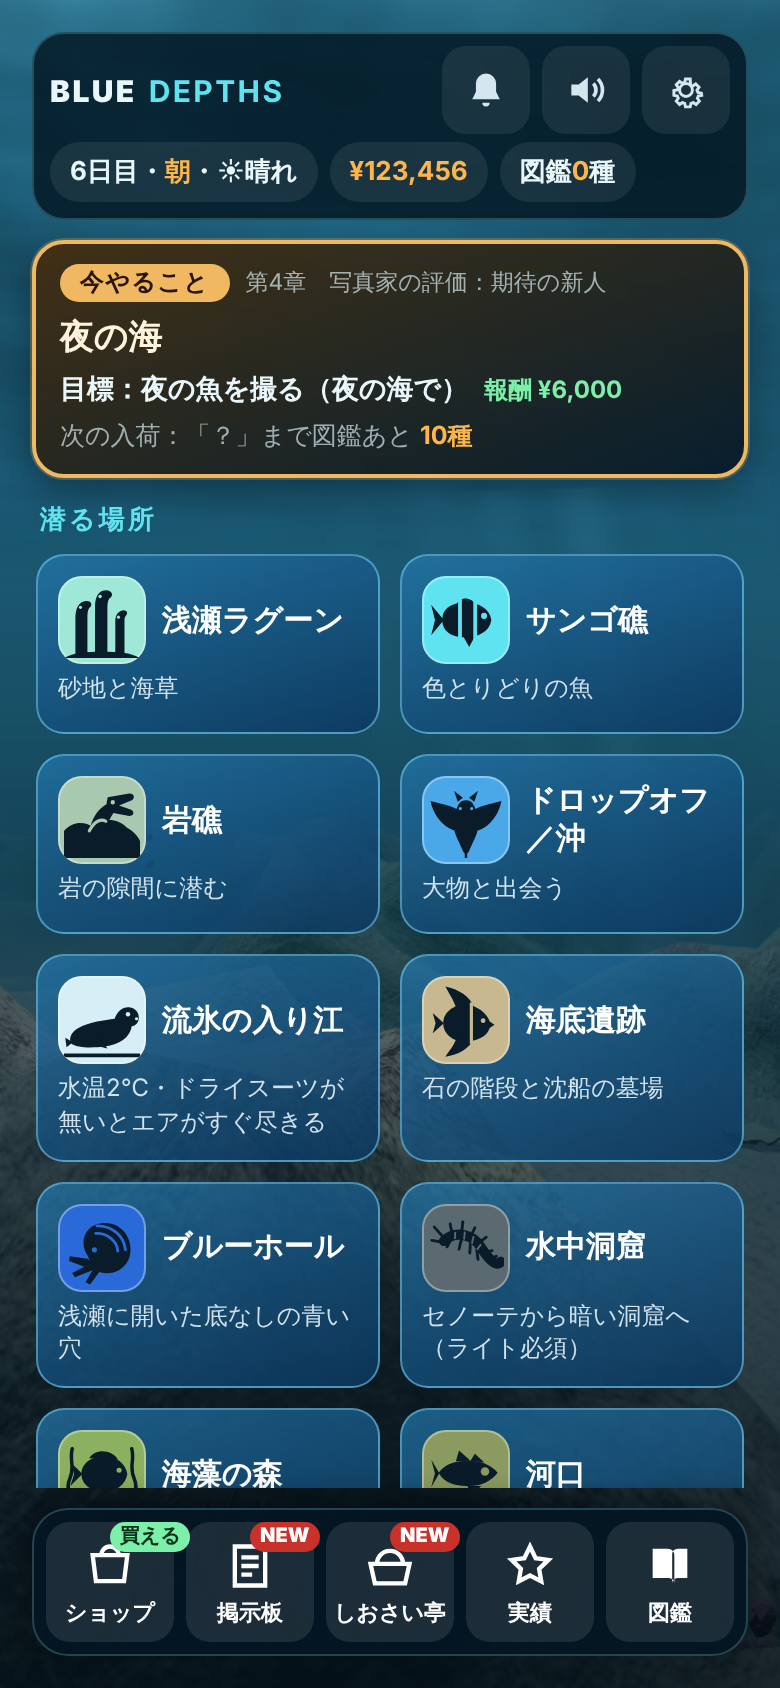 BLUE DEPTHS
6日目・朝・☀晴れ ¥123,456 図鑑0種
今やること 第4章 写真家の評価：期待の新人
夜の海
目標：夜の魚を撮る（夜の海で） 報酬 ¥6,000
次の入荷：「？」まで図鑑あと 10種
潜る場所
浅瀬ラグーン
砂地と海草
サンゴ礁
色とりどりの魚
岩礁
岩の隙間に潜む
ドロップオフ
／沖
大物と出会う
流氷の入り江
水温2°C・ドライスーツが
無いとエアがすぐ尽きる
海底遺跡
石の階段と沈船の墓場
ブルーホール
浅瀬に開いた底なしの青い
穴
水中洞窟
セノーテから暗い洞窟へ
（ライト必須）
海藻の森
河口
買える NEW NEW
ショップ 掲示板 しおさい亭 実績 図鑑